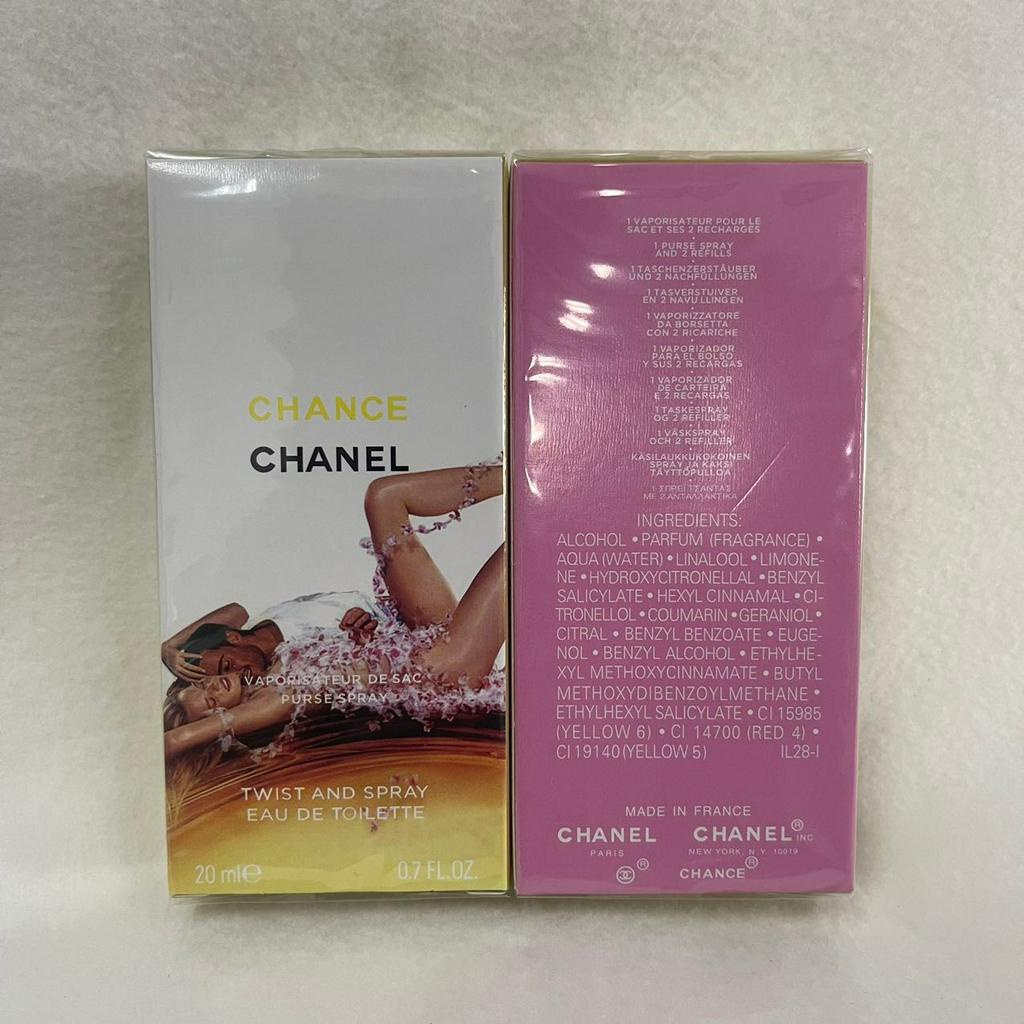 CHANCE
CHANEL
VAPORISATEUR DE SAC
PURSE SPRAY
TWIST AND SPRAY
EAU DE TOILETTE
20 ml℮ 0.7 FL.OZ.
1 VAPORISATEUR POUR LE
SAC ET SES 2 RECHARGES
1 PURSE SPRAY
AND 2 REFILLS
1 TASCHENZERSTÄUBER
UND 2 NACHFÜLLUNGEN
1 TASVERSTUIVER
EN 2 NAVULLINGEN
1 VAPORIZZATORE
DA BORSETTA
CON 2 RICARICHE
1 VAPORIZADOR
PARA EL BOLSO
Y SUS 2 RECARGAS
1 VAPORIZADOR
DE CARTEIRA
E 2 RECARGAS
1 TASKESPRAY
OG 2 REFILLER
1 VÄSKSPRAY
OCH 2 REFILLER
KÄSILAUKKUKOKOINEN
SPRAY JA KAKSI
TÄYTTÖPULLOA
1 ΣΠΡΕΪ ΤΣΑΝΤΑΣ
ΜΕ 2 ΑΝΤΑΛΛΑΚΤΙΚΑ
INGREDIENTS:
ALCOHOL • PARFUM (FRAGRANCE) •
AQUA (WATER) • LINALOOL • LIMONE-
NE • HYDROXYCITRONELLAL • BENZYL
SALICYLATE • HEXYL CINNAMAL • CI-
TRONELLOL • COUMARIN • GERANIOL •
CITRAL • BENZYL BENZOATE • EUGE-
NOL • BENZYL ALCOHOL • ETHYLHE-
XYL METHOXYCINNAMATE • BUTYL
METHOXYDIBENZOYLMETHANE •
ETHYLHEXYL SALICYLATE • CI 15985
(YELLOW 6) • CI 14700 (RED 4) •
CI 19140 (YELLOW 5) IL28-I
MADE IN FRANCE
CHANEL CHANEL® INC
PARIS NEW YORK, N.Y. 10019
® CHANCE®